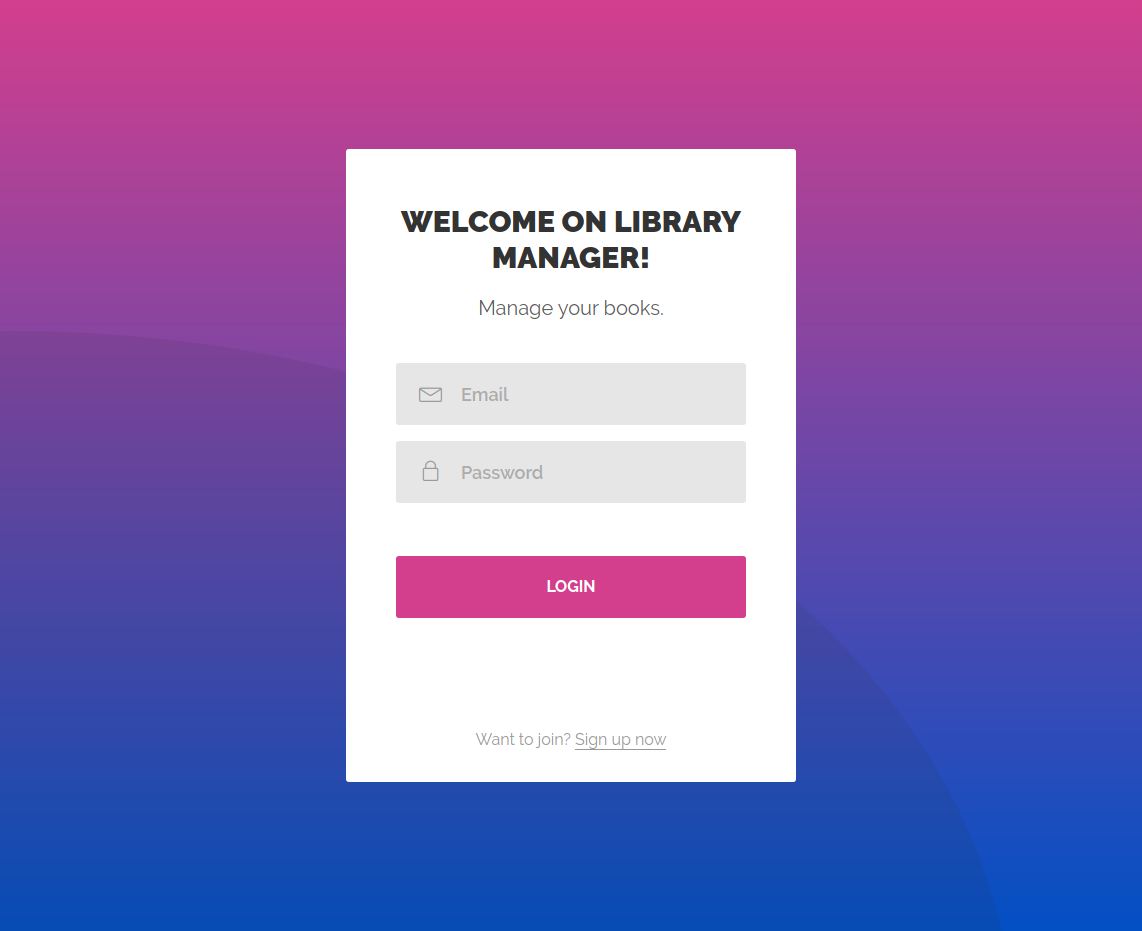 WELCOME ON LIBRARY
MANAGER!
Manage your books.
Email
Password
LOGIN
Want to join? Sign up now